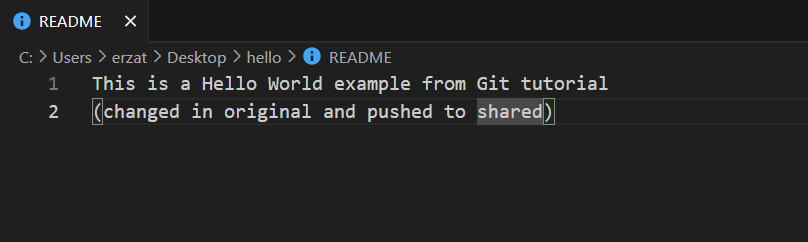 README
C: Users erzat Desktop hello README
1 This is a Hello World example from Git tutorial
2 (changed in original and pushed to shared)